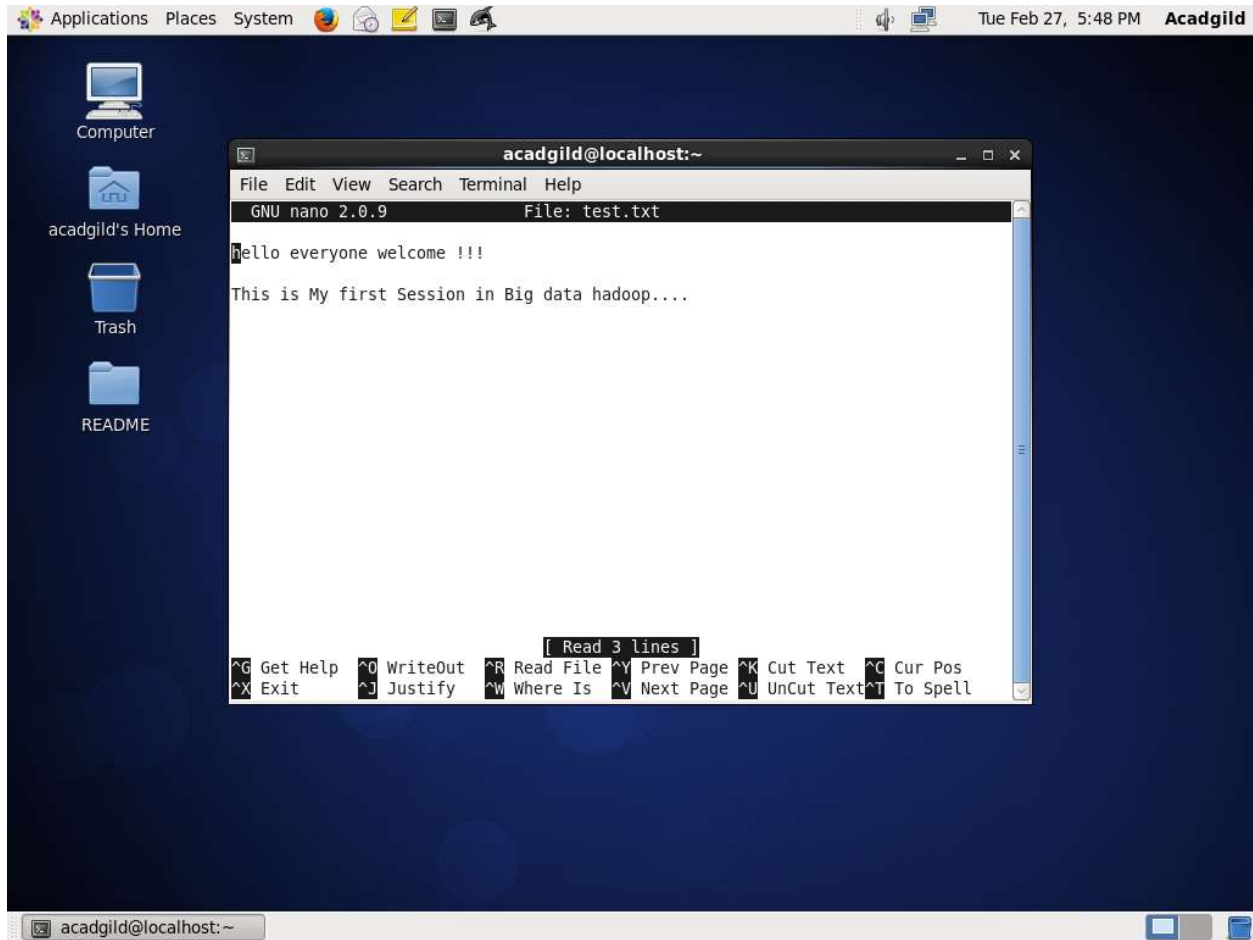 Applications Places System Tue Feb 27, 5:48 PM Acadgild
Computer
acadgild's Home
Trash
README
acadgild@localhost:~
File Edit View Search Terminal Help
GNU nano 2.0.9 File: test.txt
hello everyone welcome !!!
This is My first Session in Big data hadoop....
[ Read 3 lines ]
^G Get Help ^O WriteOut ^R Read File ^Y Prev Page ^K Cut Text ^C Cur Pos
^X Exit ^J Justify ^W Where Is ^V Next Page ^U UnCut Text ^T To Spell
acadgild@localhost:~